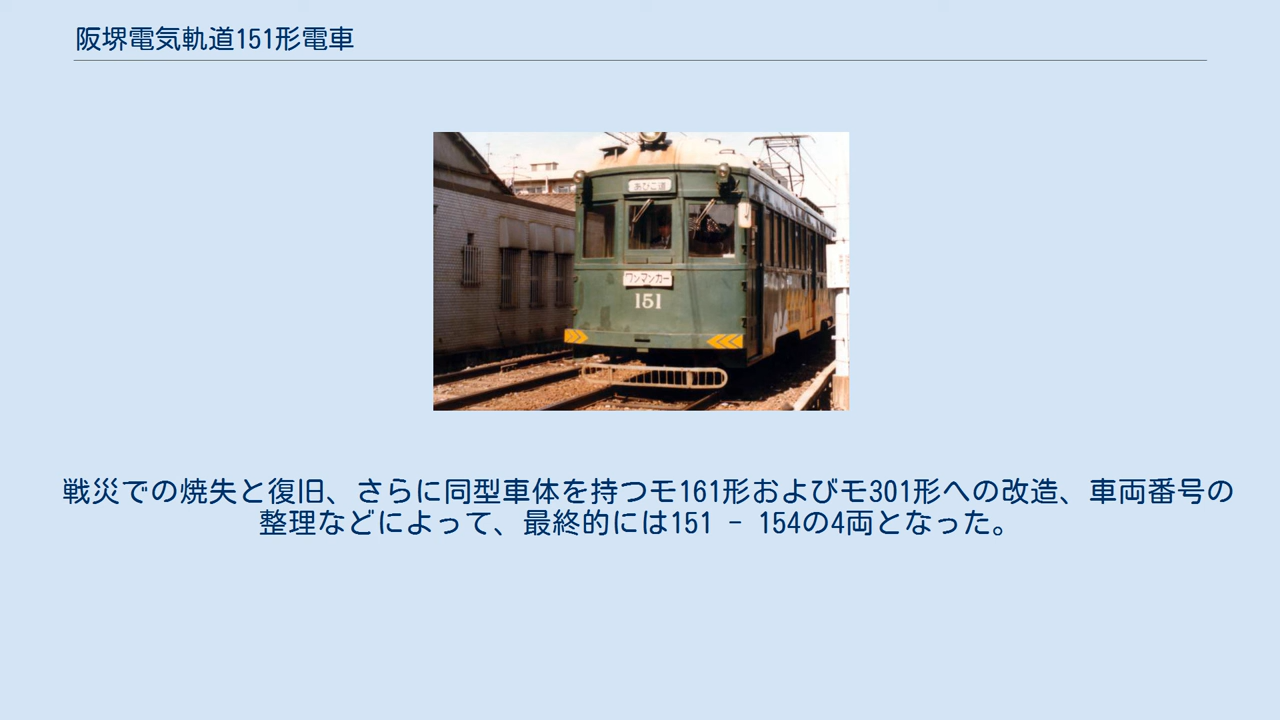 阪堺電気軌道151形電車
あびこ道
ワンマンカー
151
戦災での焼失と復旧、さらに同型車体を持つモ161形およびモ301形への改造、車両番号の
整理などによって、最終的には151 - 154の4両となった。